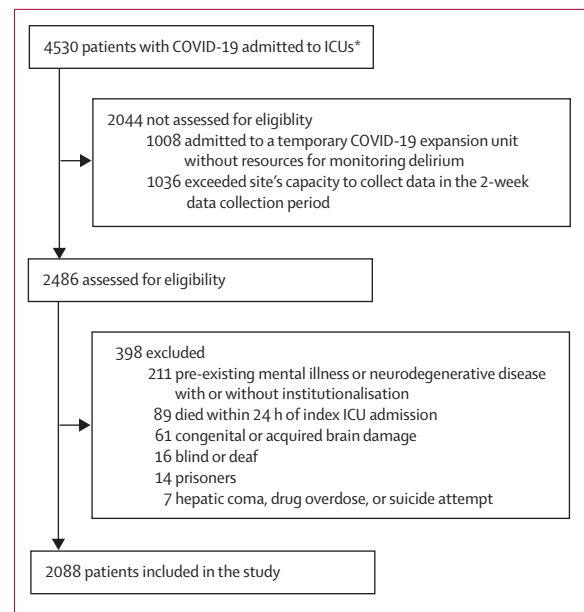 4530 patients with COVID-19 admitted to ICUs*
2044 not assessed for eligiblity
1008 admitted to a temporary COVID-19 expansion unit
without resources for monitoring delirium
1036 exceeded site's capacity to collect data in the 2-week
data collection period
2486 assessed for eligibility
398 excluded
211 pre-existing mental illness or neurodegenerative disease
with or without institutionalisation
89 died within 24 h of index ICU admission
61 congenital or acquired brain damage
16 blind or deaf
14 prisoners
7 hepatic coma, drug overdose, or suicide attempt
2088 patients included in the study